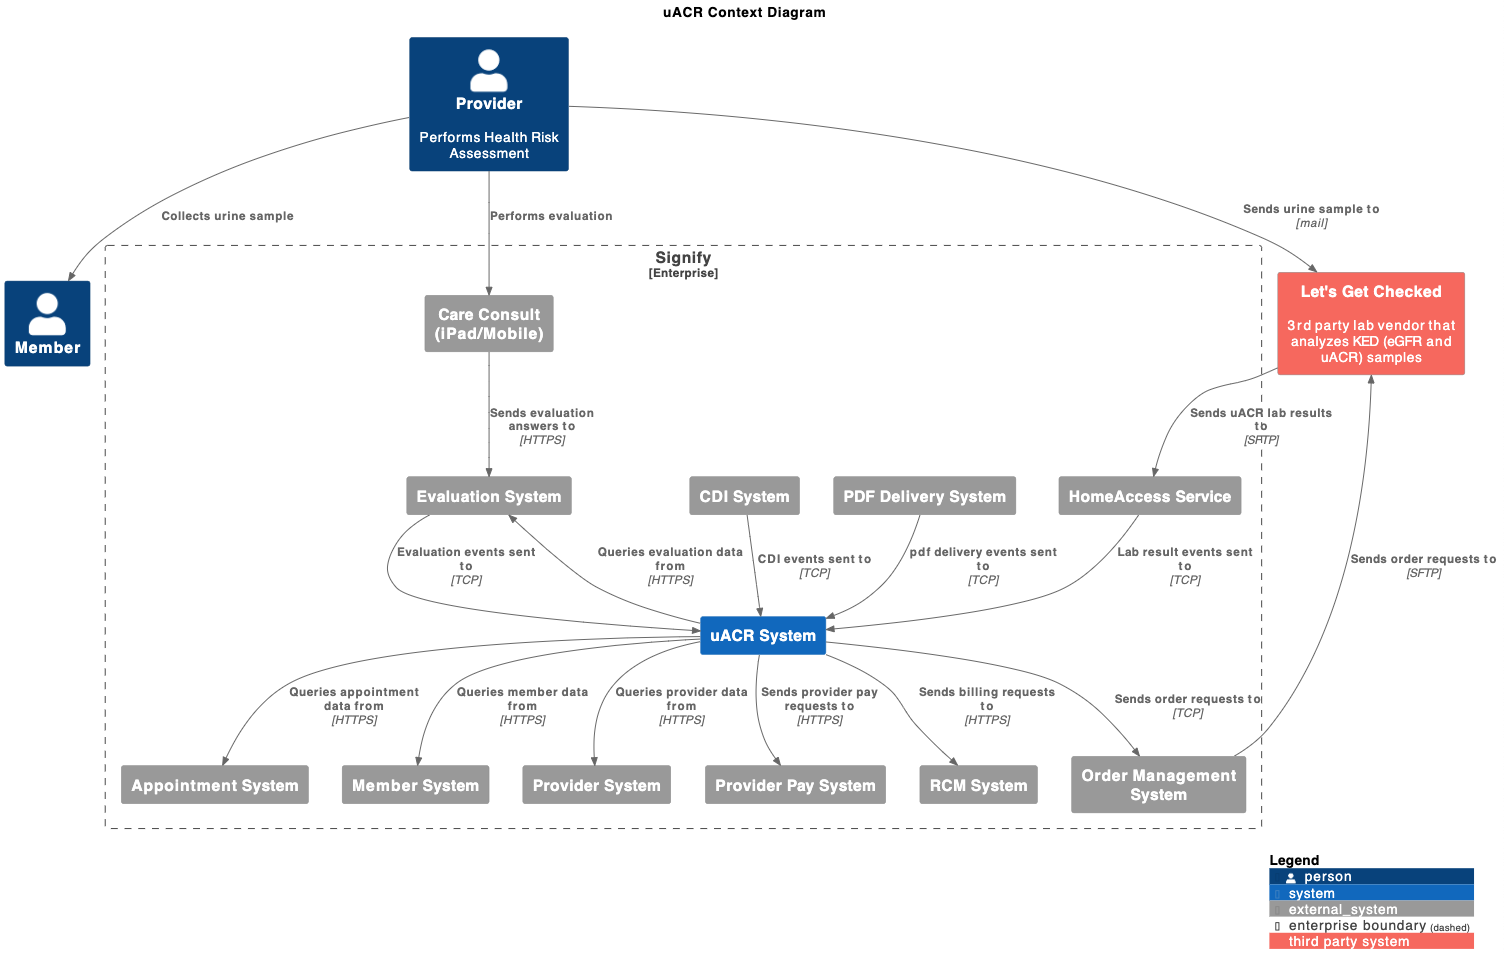 uACR Context Diagram
Provider
Performs Health Risk
Assessment
Collects urine sample
Performs evaluation
Sends urine sample to
[mail]
Signify
[Enterprise]
Member
Care Consult
(iPad/Mobile)
Let's Get Checked
3rd party lab vendor that
analyzes KED (eGFR and
uACR) samples
Sends evaluation
answers to
[HTTPS]
Sends uACR lab results
to
[SFTP]
Evaluation System
CDI System
PDF Delivery System
HomeAccess Service
Evaluation events sent
to
[TCP]
Queries evaluation data
from
[HTTPS]
CDI events sent to
[TCP]
pdf delivery events sent
to
[TCP]
Lab result events sent
to
[TCP]
Sends order requests to
[SFTP]
uACR System
Queries appointment
data from
[HTTPS]
Queries member data
from
[HTTPS]
Queries provider data
from
[HTTPS]
Sends provider pay
requests to
[HTTPS]
Sends billing requests
to
[HTTPS]
Sends order requests to
[TCP]
Appointment System
Member System
Provider System
Provider Pay System
RCM System
Order Management
System
Legend
person
system
external_system
enterprise boundary (dashed)
third party system